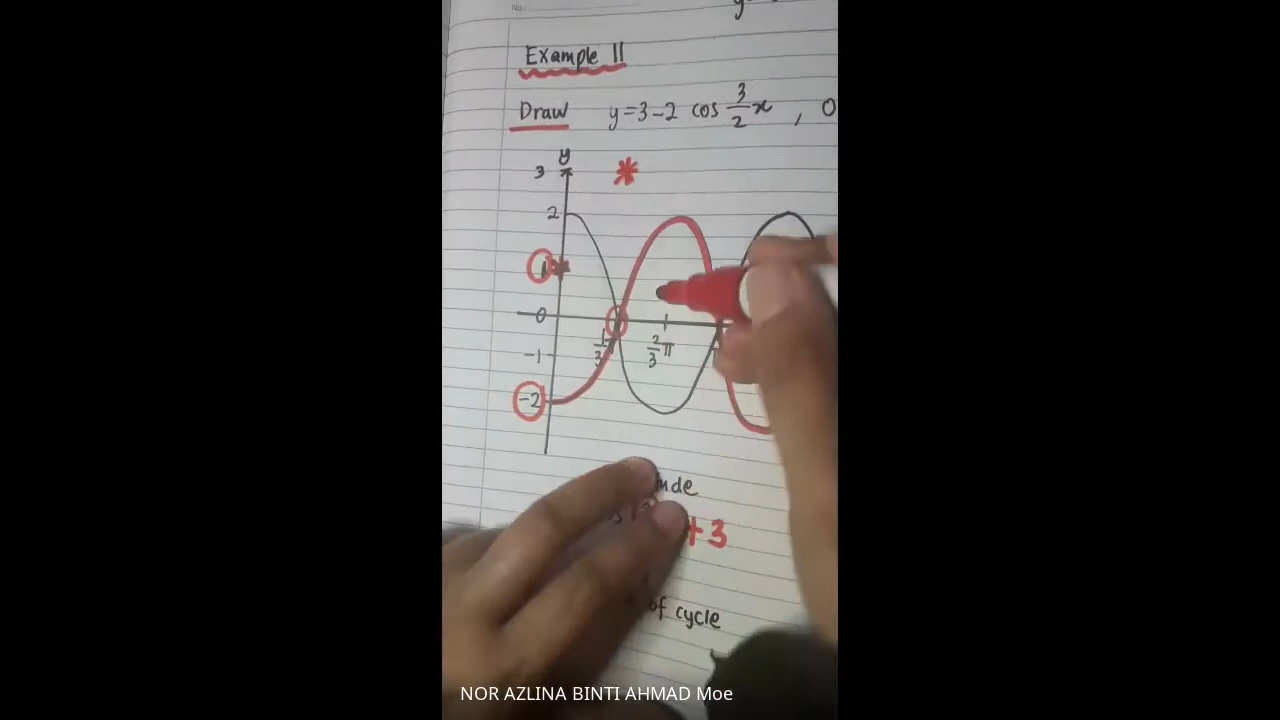 No.
y
Example 11
Draw y=3-2 cos 3/2 x , 0
y
3
2
1
0
1/3 π 2/3 π
-1
-2
+3
of cycle
NOR AZLINA BINTI AHMAD Moe